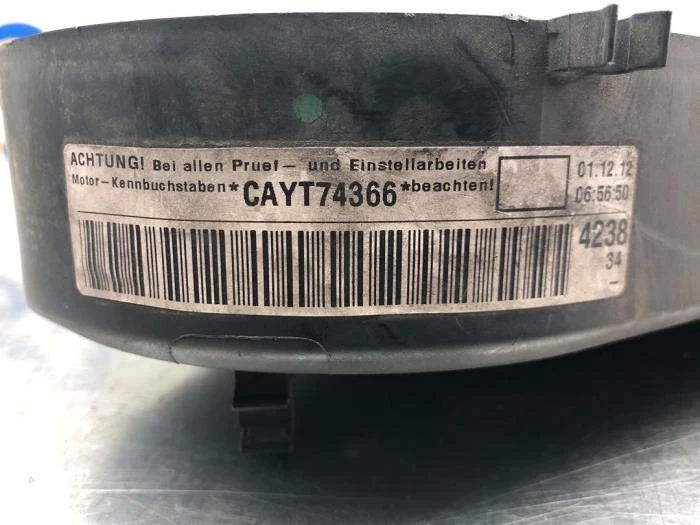 ACHTUNG! Bei allen Pruef- und Einstellarbeiten
Motor-Kennbuchstaben*CAYT74366*beachten!
01.12.12
06:56:50
4238
34
-